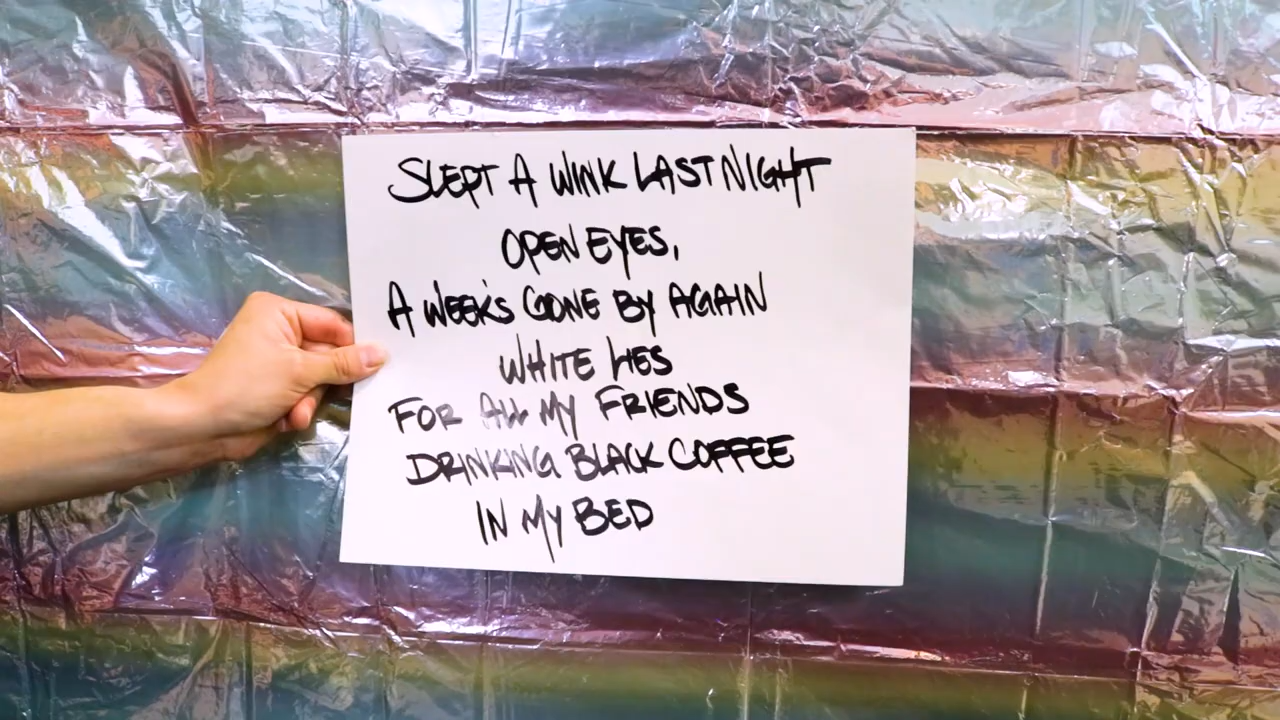 SLEPT A WINK LAST NIGHT
OPEN EYES,
A WEEK'S GONE BY AGAIN
WHITE LIES
FOR ALL MY FRIENDS
DRINKING BLACK COFFEE
IN MY BED